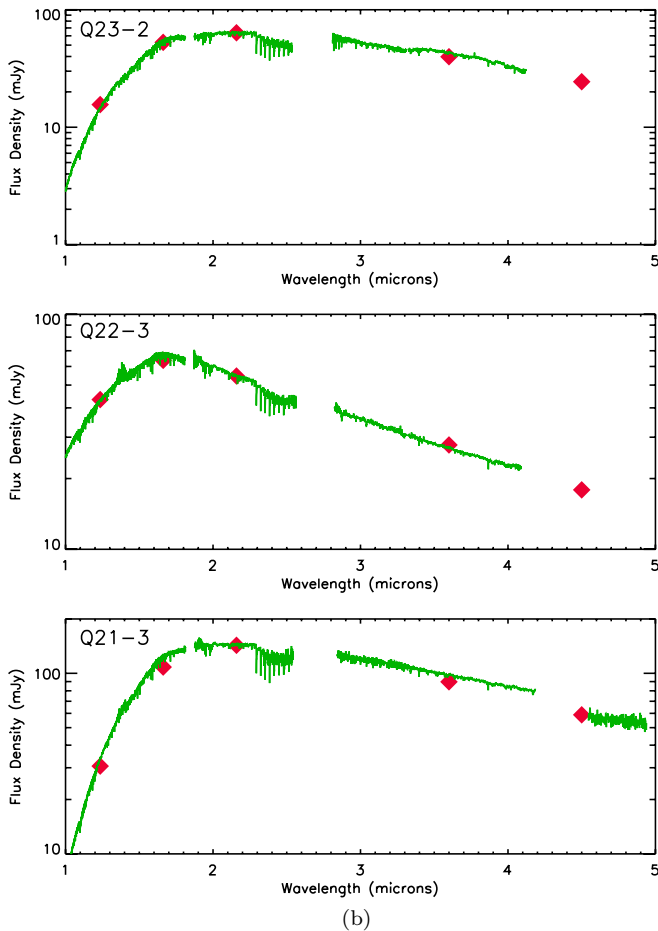 Q23-2
100
10
1
Flux Density (mJy)
1 2 3 4 5
Wavelength (microns)
Q22-3
100
10
Flux Density (mJy)
1 2 3 4 5
Wavelength (microns)
Q21-3
100
10
Flux Density (mJy)
1 2 3 4 5
Wavelength (microns)
(b)